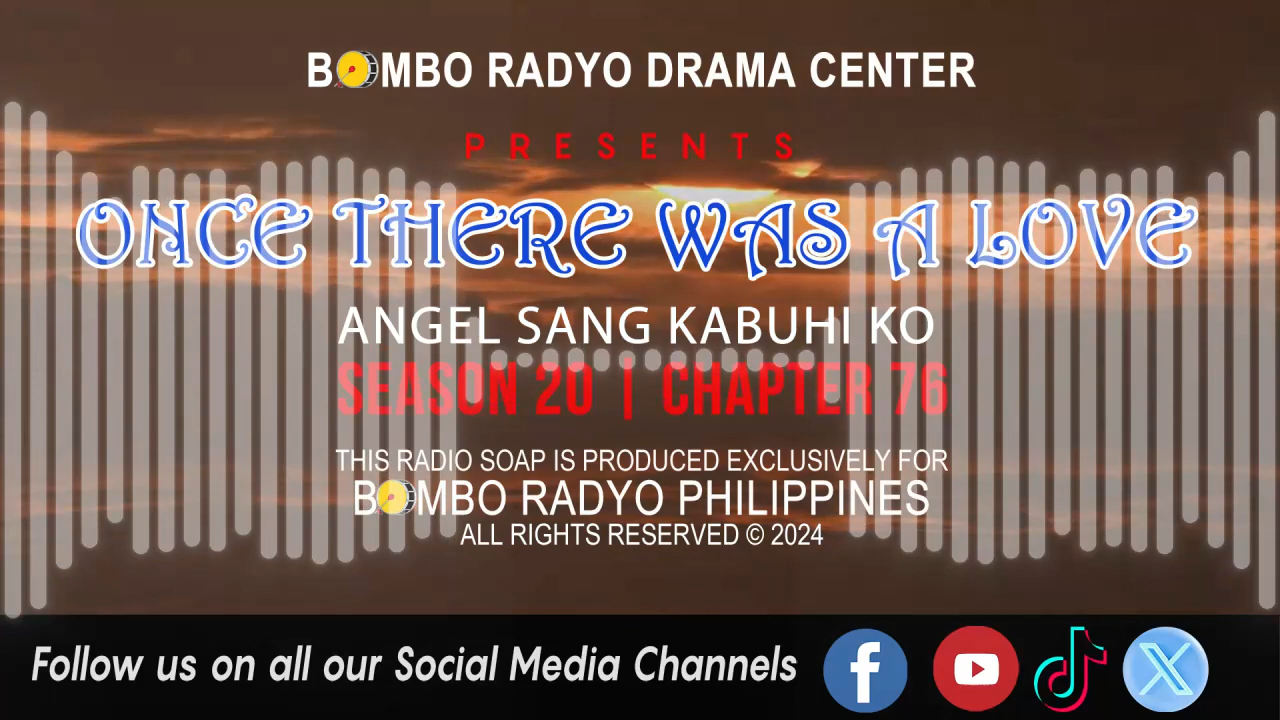 BOMBO RADYO DRAMA CENTER
PRESENTS
ONCE THERE WAS A LOVE
ANGEL SANG KABUHI KO
SEASON 20 | CHAPTER 76
THIS RADIO SOAP IS PRODUCED EXCLUSIVELY FOR
BOMBO RADYO PHILIPPINES
ALL RIGHTS RESERVED © 2024
Follow us on all our Social Media Channels